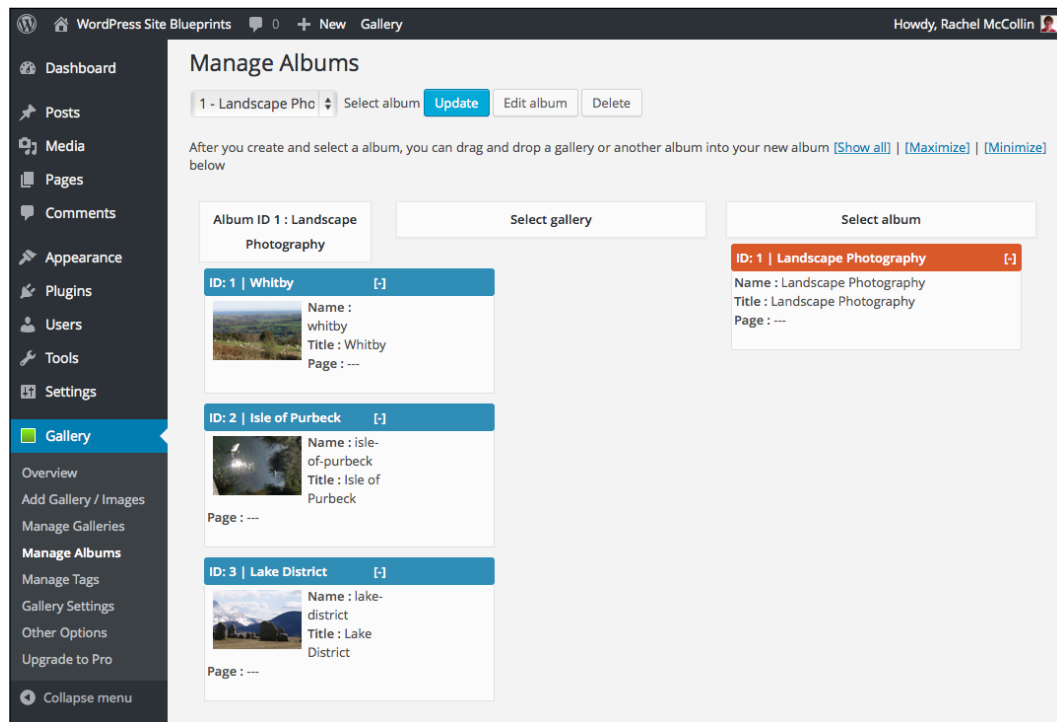 WordPress Site Blueprints 0 + New Gallery Howdy, Rachel McCollin
Dashboard
Posts
Media
Pages
Comments
Appearance
Plugins
Users
Tools
Settings
Gallery
Overview
Add Gallery / Images
Manage Galleries
Manage Albums
Manage Tags
Gallery Settings
Other Options
Upgrade to Pro
Collapse menu
Manage Albums
1 - Landscape Pho Select album Update Edit album Delete
After you create and select a album, you can drag and drop a gallery or another album into your new album [Show all] | [Maximize] | [Minimize]
below
Album ID 1 : Landscape
Photography
ID: 1 | Whitby [-]
Name :
whitby
Title : Whitby
Page : ---
ID: 2 | Isle of Purbeck [-]
Name : isle-
of-purbeck
Title : Isle of
Purbeck
Page : ---
ID: 3 | Lake District [-]
Name : lake-
district
Title : Lake
District
Page : ---
Select gallery
Select album
ID: 1 | Landscape Photography [-]
Name : Landscape Photography
Title : Landscape Photography
Page : ---